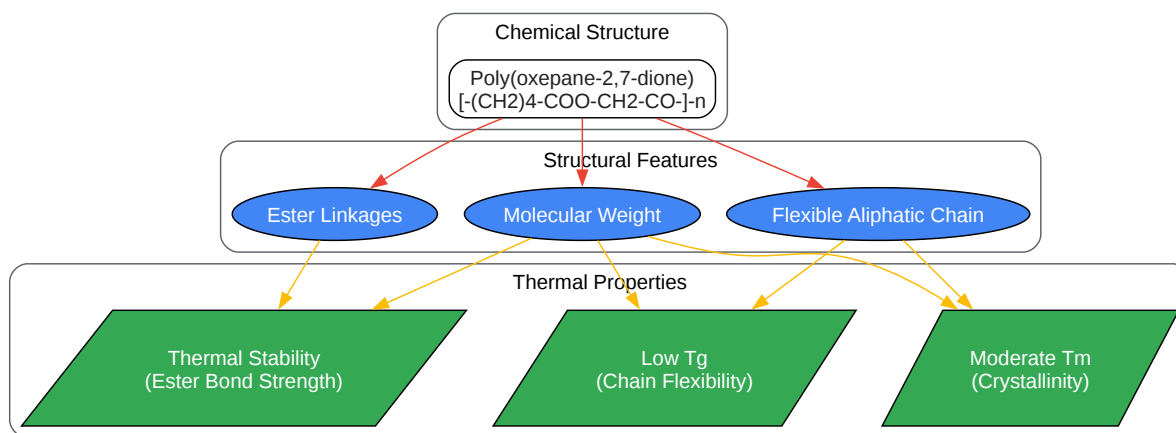 Chemical Structure
Poly(oxepane-2,7-dione)
[-(CH2)4-COO-CH2-CO-]-n
Structural Features
Ester Linkages
Molecular Weight
Flexible Aliphatic Chain
Thermal Properties
Thermal Stability
(Ester Bond Strength)
Low Tg
(Chain Flexibility)
Moderate Tm
(Crystallinity)